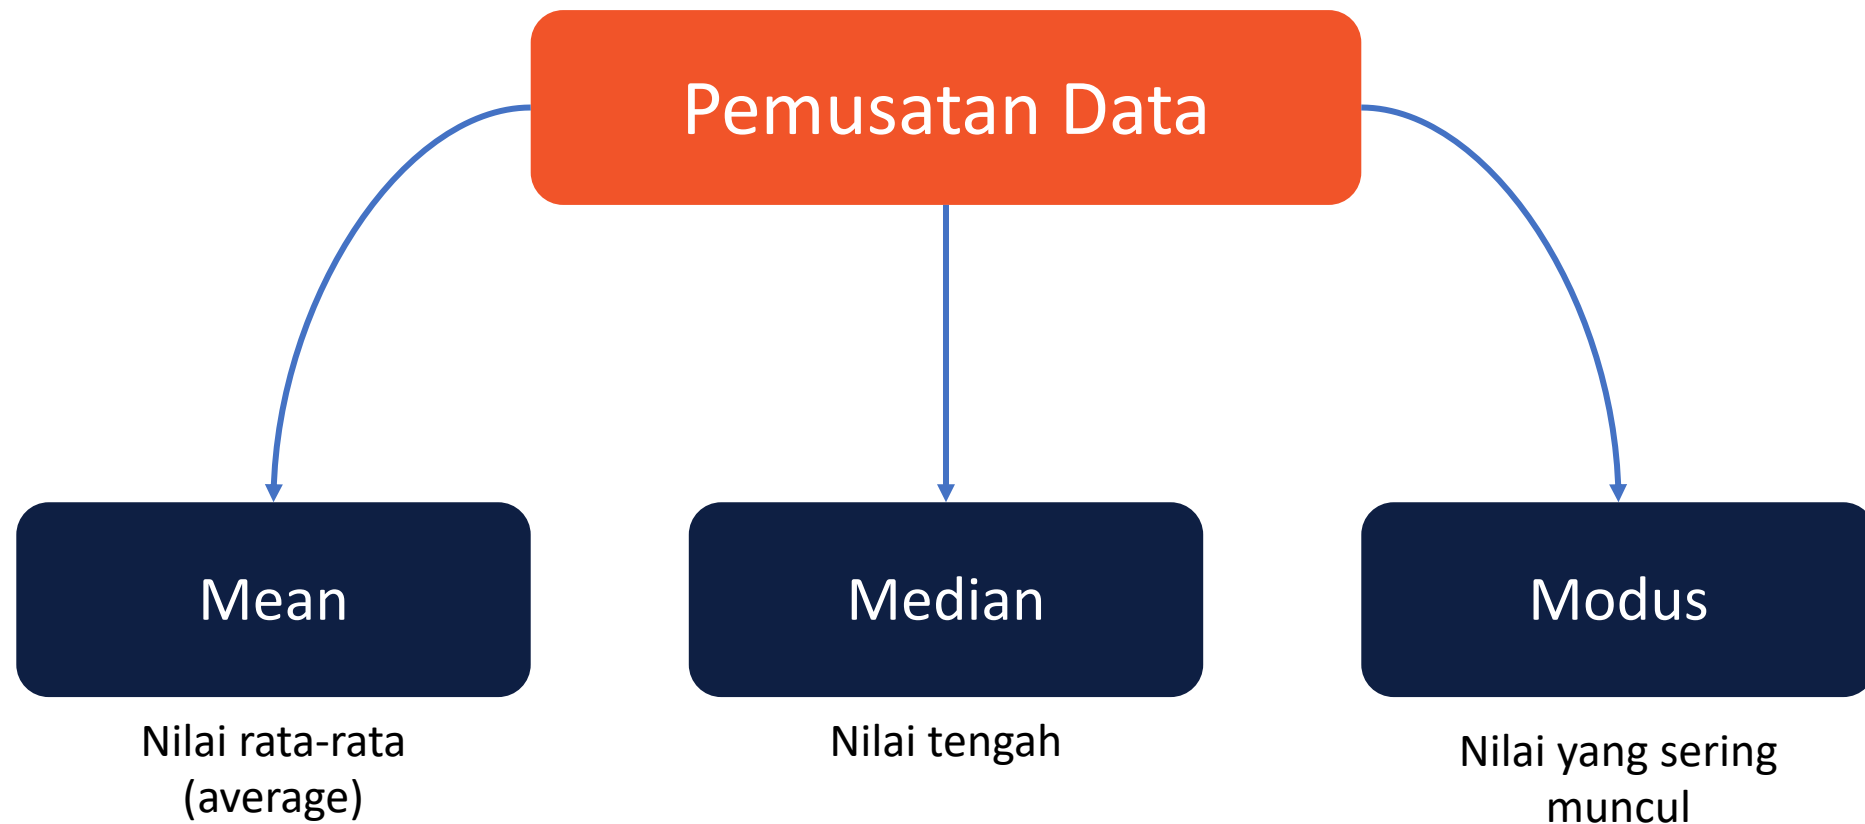 Pemusatan Data
Mean
Median
Modus
Nilai rata-rata
(average)
Nilai tengah
Nilai yang sering
muncul